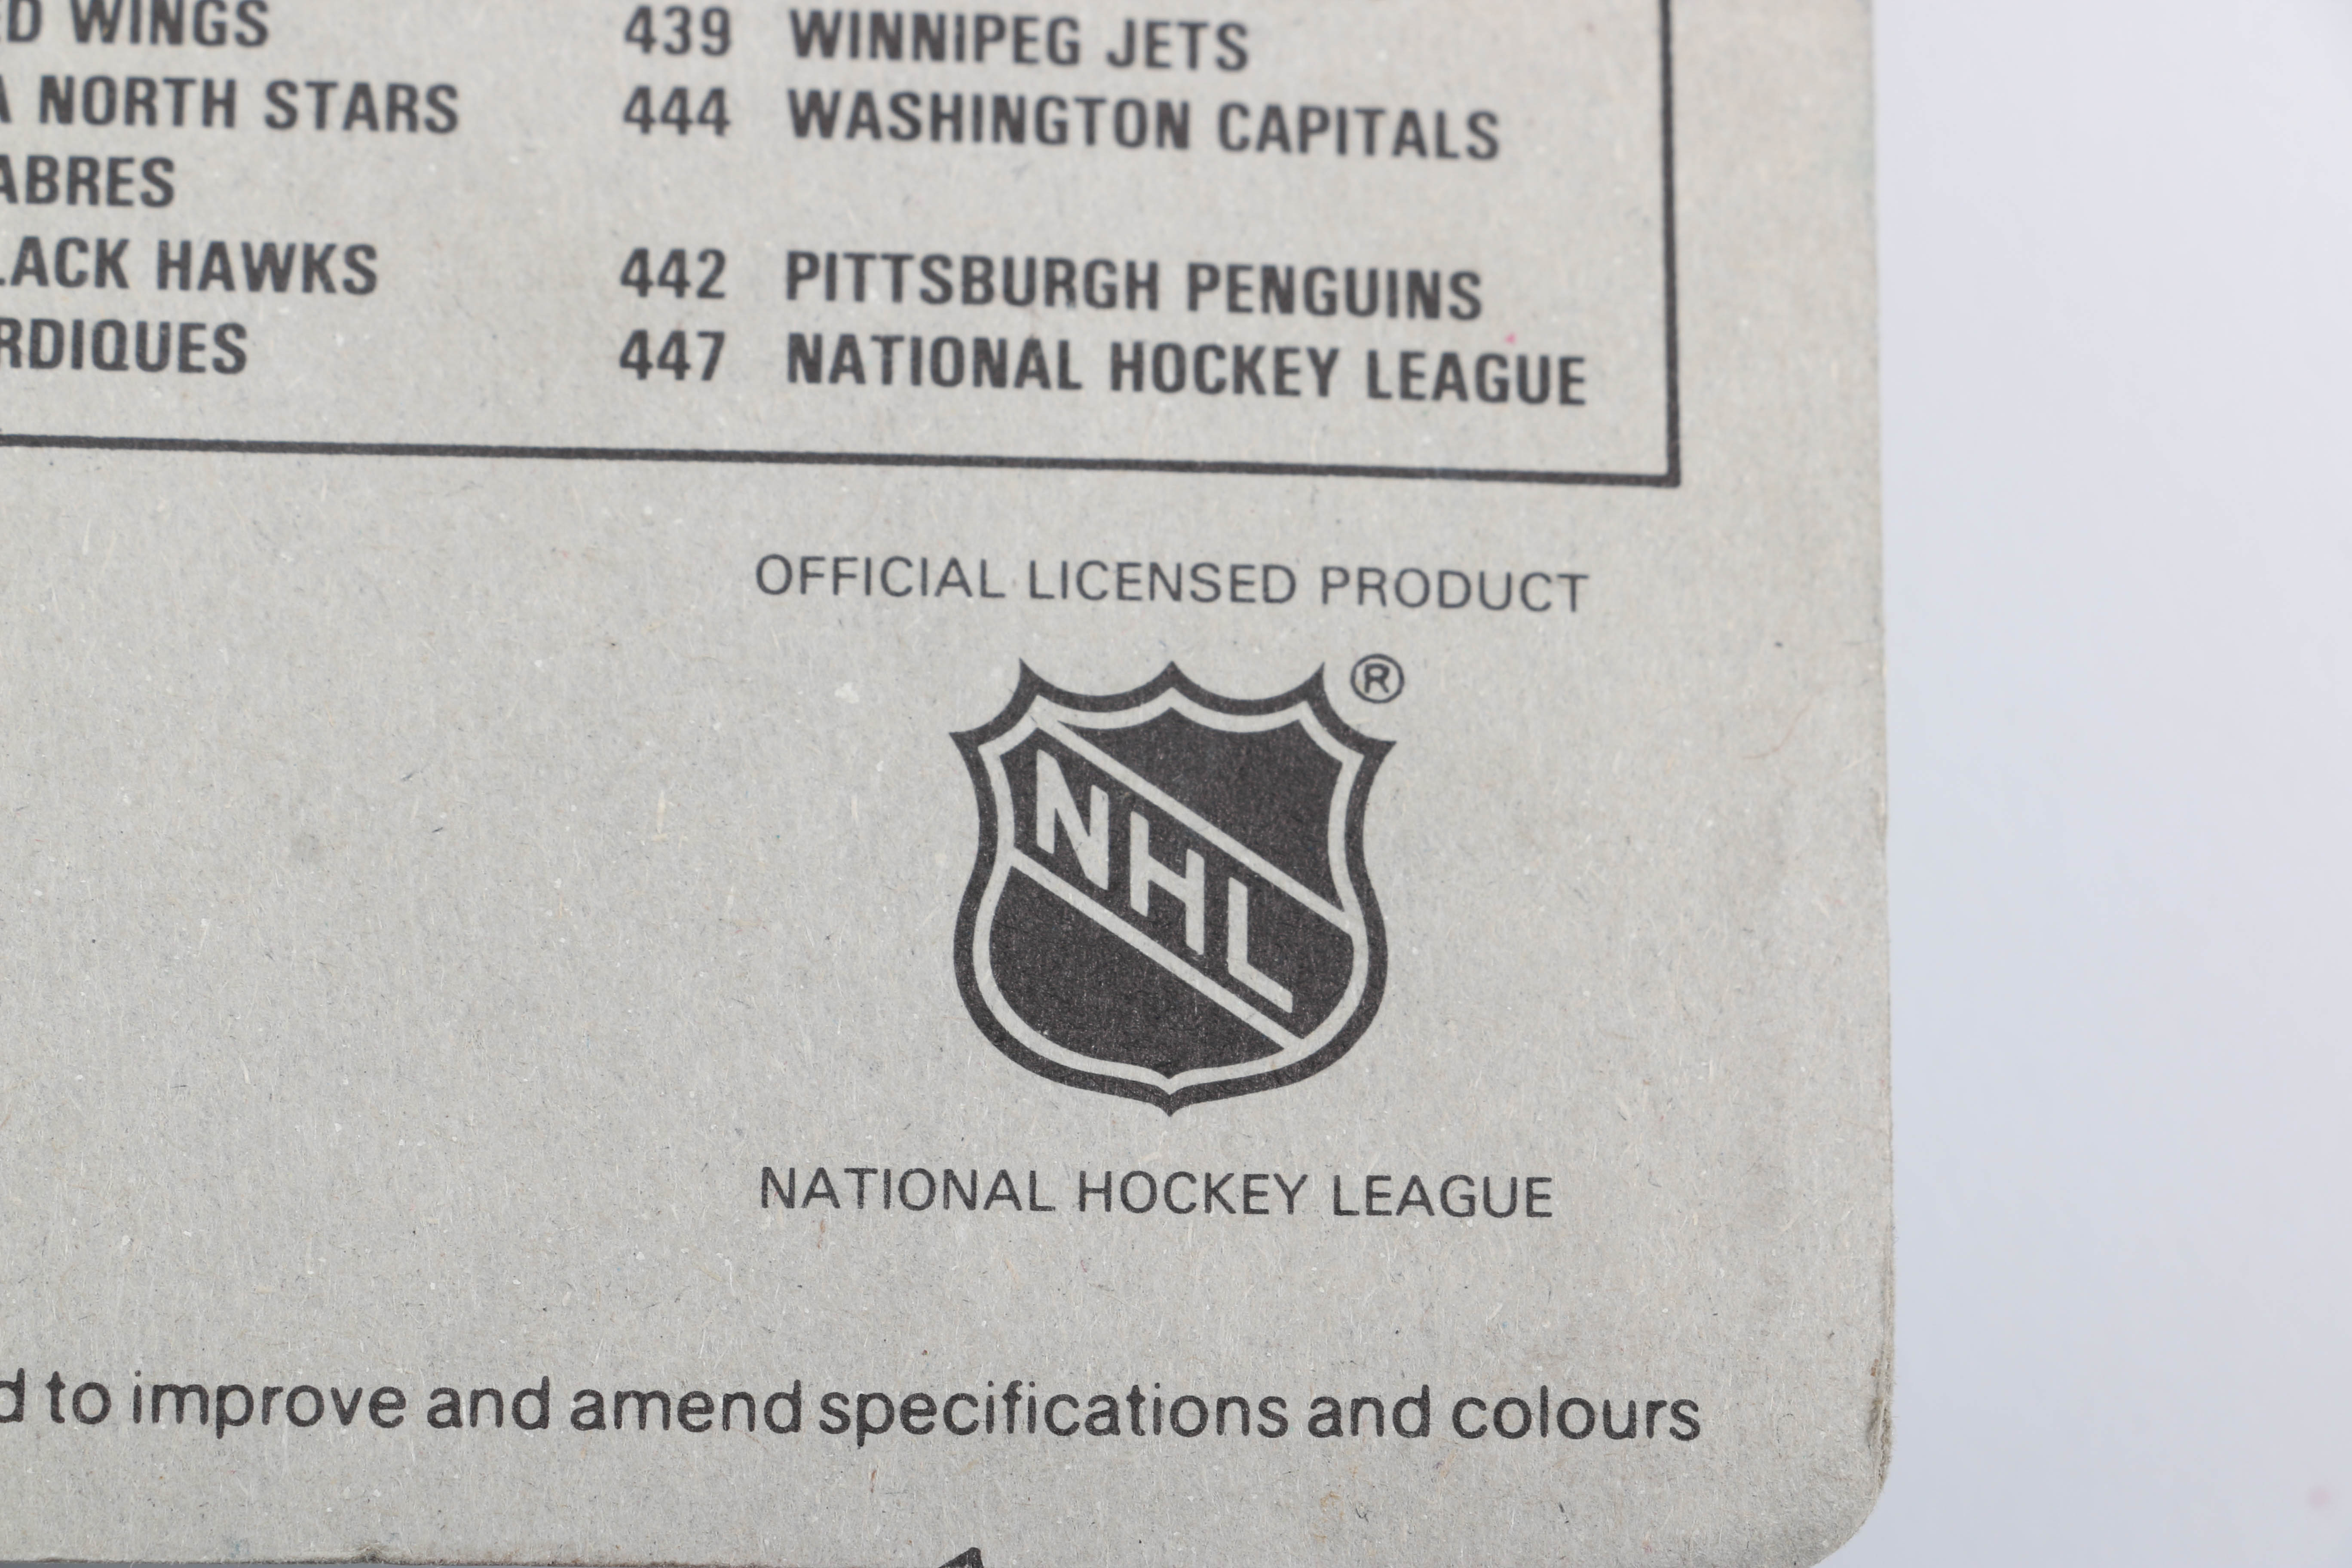 D WINGS 439 WINNIPEG JETS
NORTH STARS 444 WASHINGTON CAPITALS
ABRES
LACK HAWKS 442 PITTSBURGH PENGUINS
RDIQUES 447 NATIONAL HOCKEY LEAGUE
OFFICIAL LICENSED PRODUCT
®
NHL
NATIONAL HOCKEY LEAGUE
d to improve and amend specifications and colours